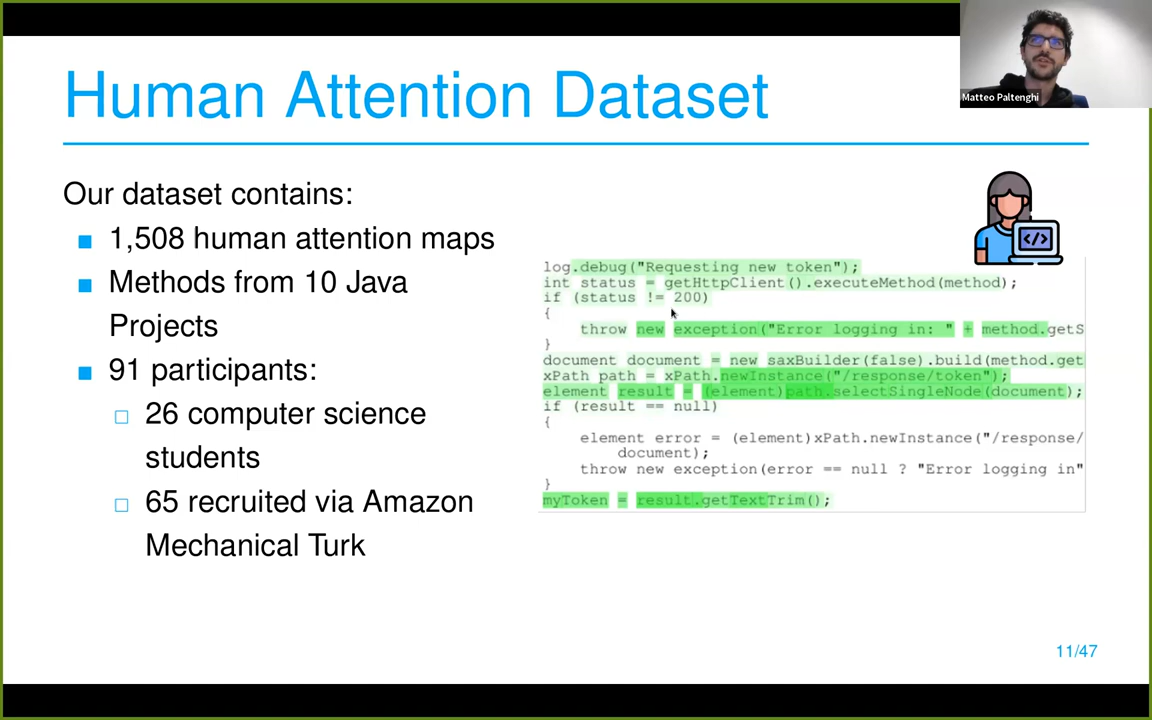 Human Attention Dataset
Matteo Paltenghi
Our dataset contains:
1,508 human attention maps
Methods from 10 Java
Projects
91 participants:
26 computer science
students
65 recruited via Amazon
Mechanical Turk
</>
log.debug("Requesting new token");
int status = getHttpClient().executeMethod(method);
if (status != 200)
{
throw new exception("Error logging in: " + method.getS
}
document document = new saxBuilder(false).build(method.get
xPath path = xPath.newInstance("/response/token");
element result = (element)path.selectSingleNode(document);
if (result == null)
{
element error = (element)xPath.newInstance("/response/
document);
throw new exception(error == null ? "Error logging in"
}
myToken = result.getTextTrim();
11/47